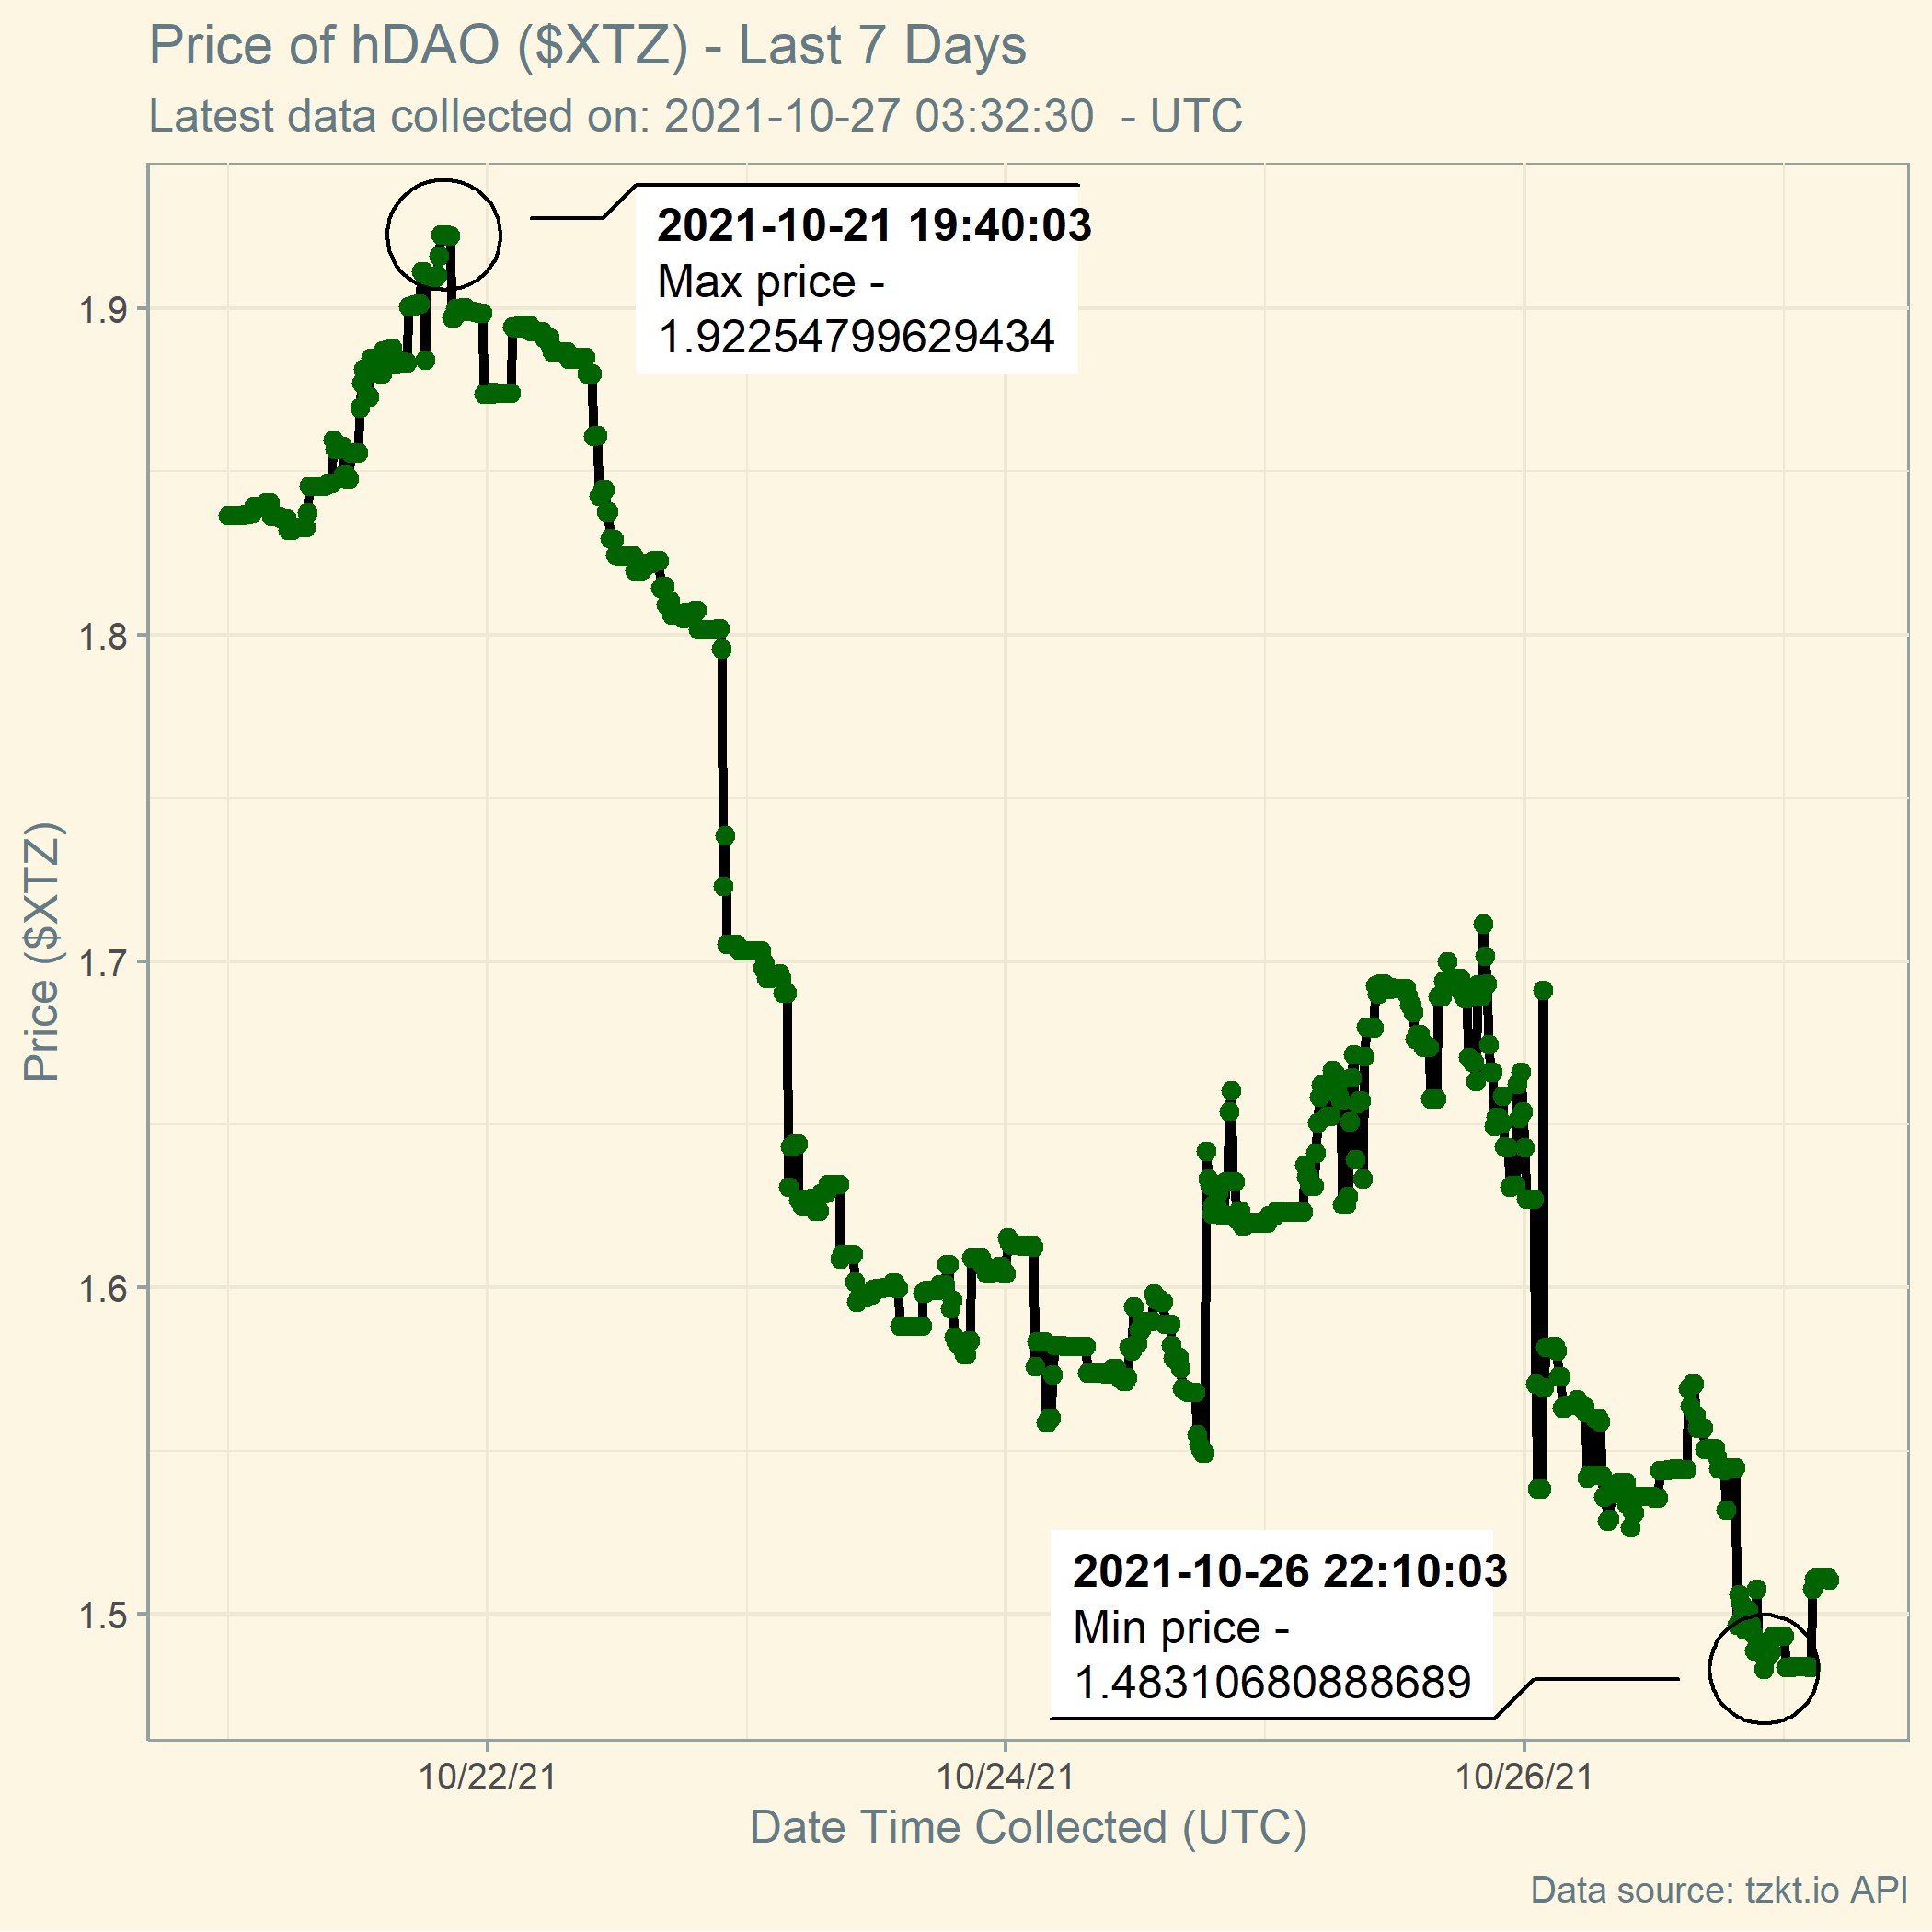 Price of hDAO ($XTZ) - Last 7 Days
Latest data collected on: 2021-10-27 03:32:30  - UTC
2021-10-21 19:40:03
Max price -
1.92254799629434
1.9
1.8
1.7
1.6
1.5
Price ($XTZ)
2021-10-26 22:10:03
Min price -
1.48310680888689
10/22/21
10/24/21
10/26/21
Date Time Collected (UTC)
Data source: tzkt.io API